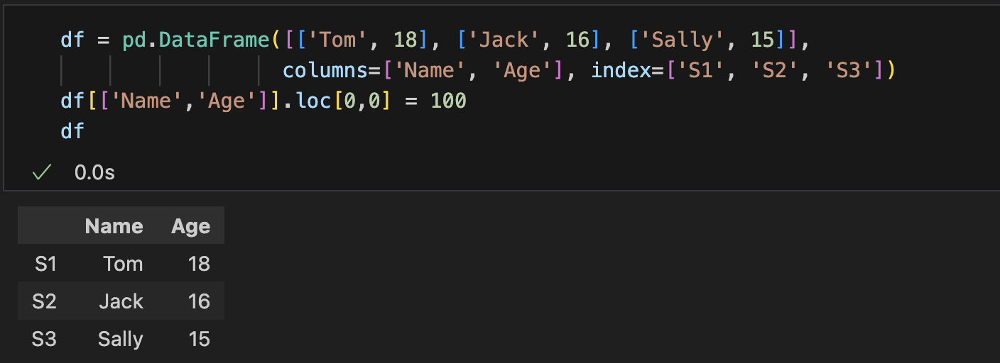 df = pd.DataFrame([['Tom', 18], ['Jack', 16], ['Sally', 15]],
columns=['Name', 'Age'], index=['S1', 'S2', 'S3'])
df[['Name','Age']].loc[0,0] = 100
df
0.0s
Name Age
S1 Tom 18
S2 Jack 16
S3 Sally 15